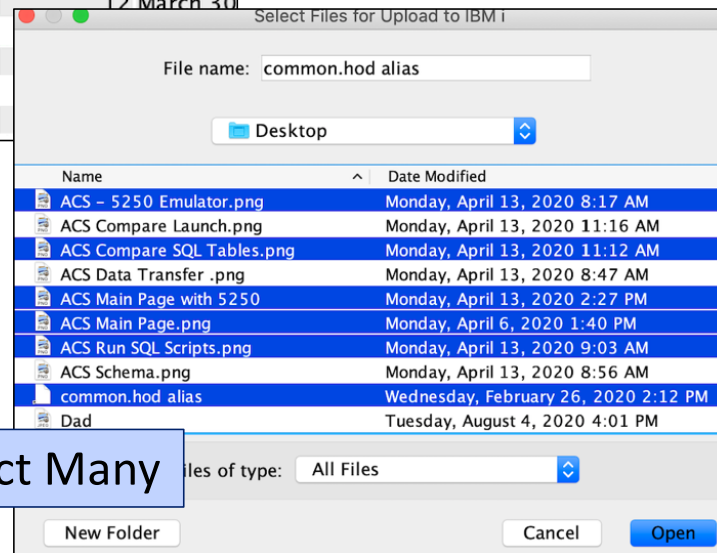 12 March 30
Select Files for Upload to IBM i
File name: common.hod alias
Desktop
Name Date Modified
ACS – 5250 Emulator.png Monday, April 13, 2020 8:17 AM
ACS Compare Launch.png Monday, April 13, 2020 11:16 AM
ACS Compare SQL Tables.png Monday, April 13, 2020 11:12 AM
ACS Data Transfer .png Monday, April 13, 2020 8:47 AM
ACS Main Page with 5250 Monday, April 13, 2020 2:27 PM
ACS Main Page.png Monday, April 6, 2020 1:40 PM
ACS Run SQL Scripts.png Monday, April 13, 2020 9:03 AM
ACS Schema.png Monday, April 13, 2020 8:56 AM
common.hod alias Wednesday, February 26, 2020 2:12 PM
Dad Tuesday, August 4, 2020 4:01 PM
ct Many iles of type: All Files
New Folder Cancel Open